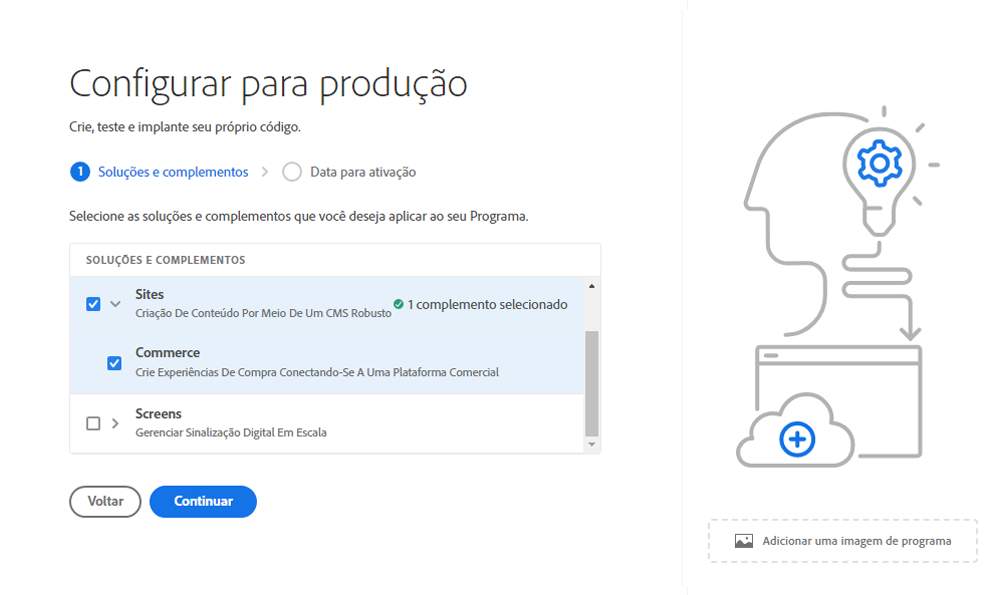 Configurar para produção
Crie, teste e implante seu próprio código.
1 Soluções e complementos > Data para ativação
Selecione as soluções e complementos que você deseja aplicar ao seu Programa.
SOLUÇÕES E COMPLEMENTOS
Sites
Criação De Conteúdo Por Meio De Um CMS Robusto
1 complemento selecionado
Commerce
Crie Experiências De Compra Conectando-Se A Uma Plataforma Comercial
Screens
Gerenciar Sinalização Digital Em Escala
Voltar
Continuar
Adicionar uma imagem de programa